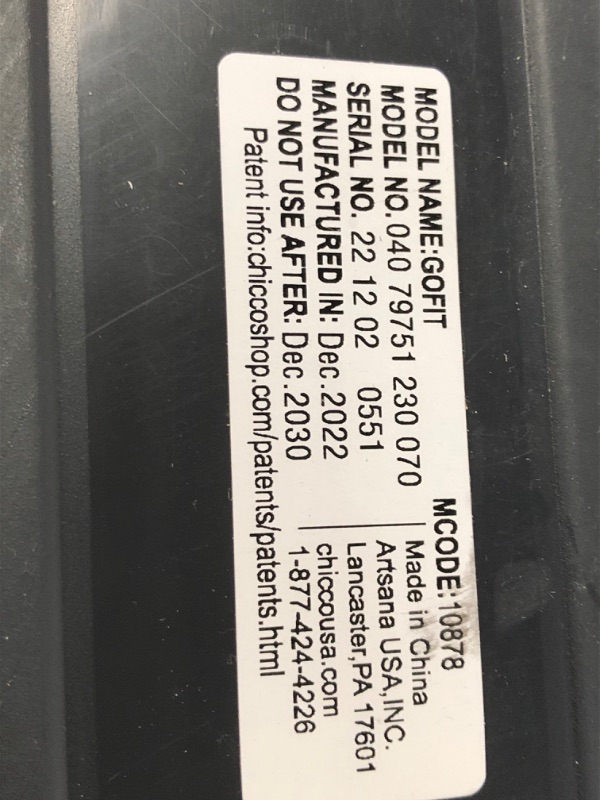 MODEL NAME:GOFIT
MCODE:10878
MODEL NO. 040 79751 230 070
Made in China
SERIAL NO. 22 12 02 0551
Artsana USA,INC.
MANUFACTURED IN: Dec.2022
Lancaster,PA 17601
DO NOT USE AFTER: Dec.2030
chiccousa.com
1-877-424-4226
Patent info:chiccoshop.com/patents/patents.html